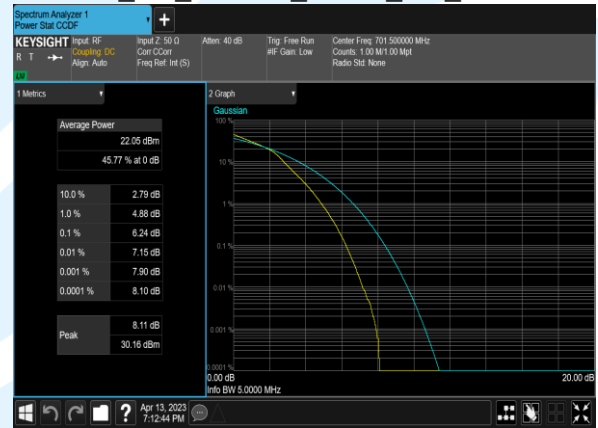 Spectrum Analyzer 1
Power Stat CCDF
KEYSIGHT
R T
LXI
Input: RF
Coupling: DC
Align: Auto
Input Z: 50 Ω
Corr CCorr
Freq Ref: Int (S)
Atten: 40 dB
Trig: Free Run
#IF Gain: Low
Center Freq: 701.500000 MHz
Counts: 1.00 M/1.00 Mpt
Radio Std: None
1 Metrics
Average Power
22.05 dBm
45.77 % at 0 dB
10.0 % 2.79 dB
1.0 % 4.88 dB
0.1 % 6.24 dB
0.01 % 7.15 dB
0.001 % 7.90 dB
0.0001 % 8.10 dB
Peak
8.11 dB
30.16 dBm
2 Graph
Gaussian
100 %
10 %
1 %
0.1 %
0.01 %
0.001 %
0.0001 %
0.00 dB 20.00 dB
Info BW 5.0000 MHz
?
Apr 13, 2023
7:12:44 PM